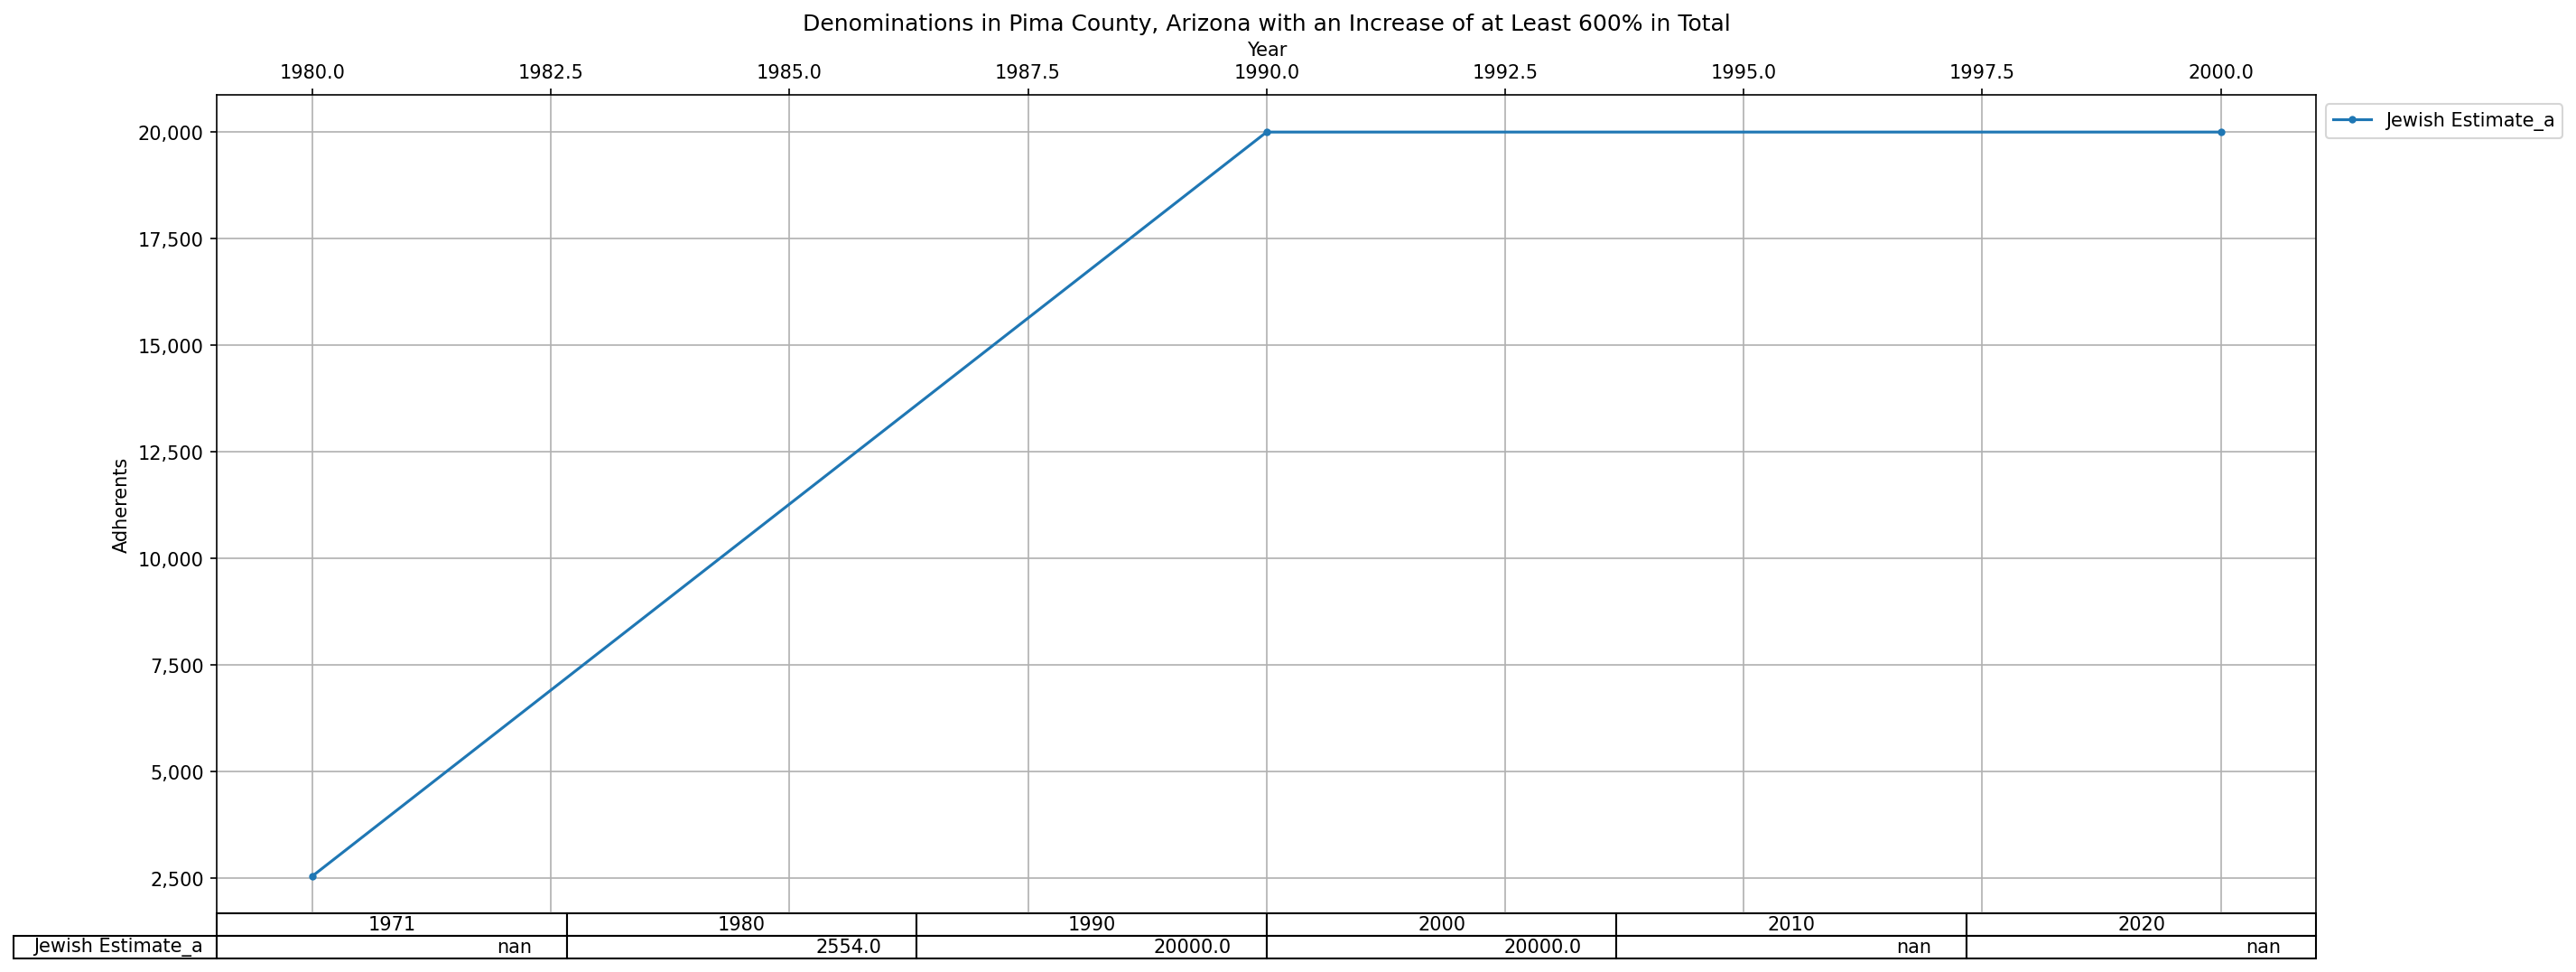 Denominations in Pima County, Arizona with an Increase of at Least 600% in Total
Year
1980.0 1982.5 1985.0 1987.5 1990.0 1992.5 1995.0 1997.5 2000.0
Jewish Estimate_a
20,000
17,500
15,000
12,500
Adherents
10,000
7,500
5,000
2,500
1971 1980 1990 2000 2010 2020
Jewish Estimate_a nan 2554.0 20000.0 20000.0 nan nan